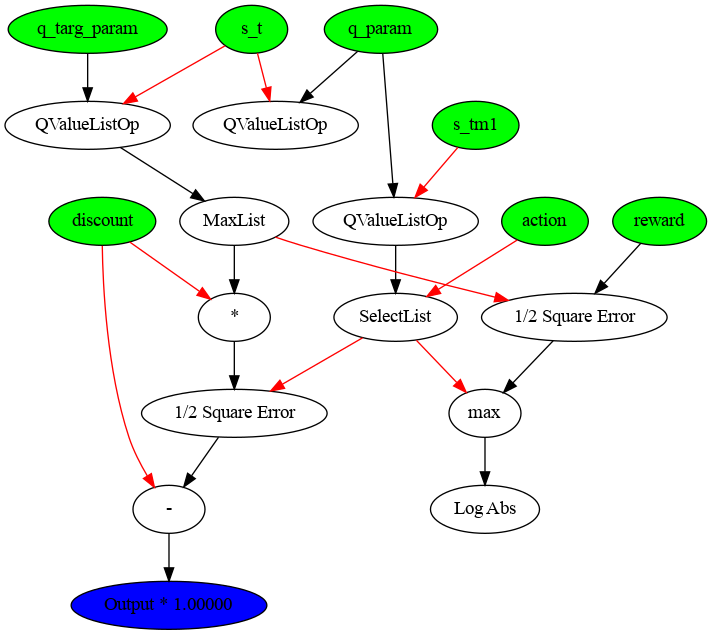 q_targ_param
s_t
q_param
QValueListOp
QValueListOp
s_tm1
discount
MaxList
QValueListOp
action
reward
*
SelectList
1/2 Square Error
1/2 Square Error
max
-
Log Abs
Output * 1.00000